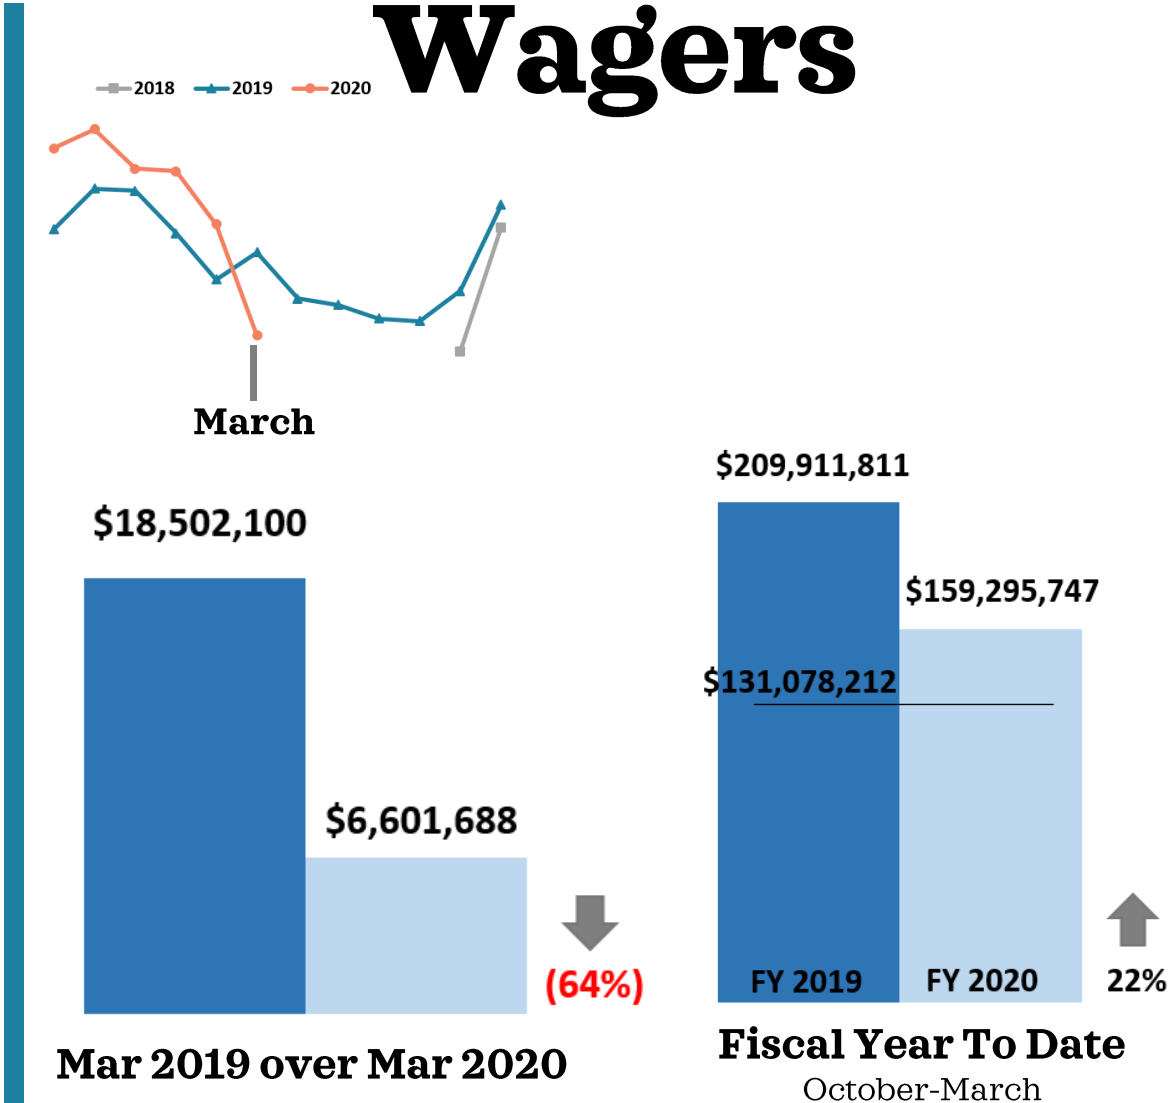 Wagers
2018 2019 2020
March
$18,502,100
$6,601,688
(64%)
Mar 2019 over Mar 2020
$209,911,811
$159,295,747
$131,078,212
FY 2019 FY 2020
22%
Fiscal Year To Date
October-March